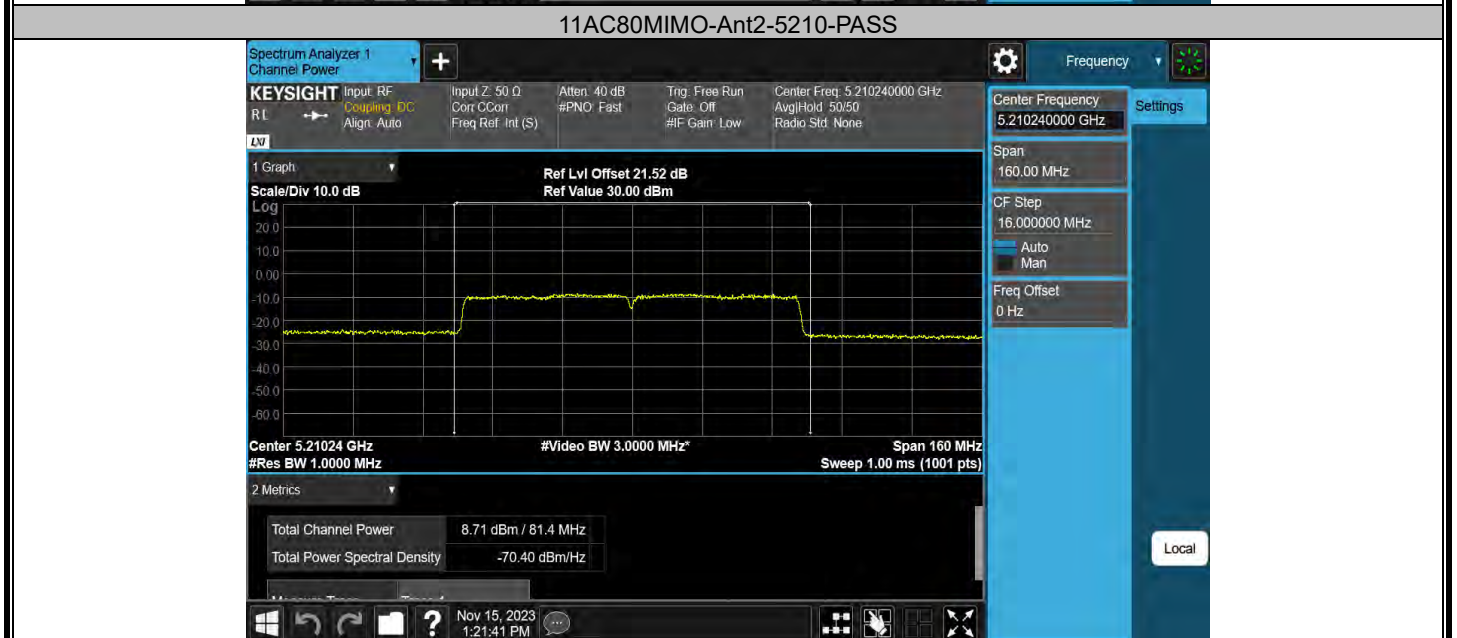 11AC80MIMO-Ant2-5210-PASS
Spectrum Analyzer 1
Channel Power
Frequency
KEYSIGHT Input: RF Input Z: 50 Ω Atten: 40 dB Trig: Free Run Center Freq: 5.210240000 GHz
Coupling: DC Corr CCorr #PNO: Fast Gate: Off Avg|Hold: 50/50
Align: Auto Freq Ref: Int (S) #IF Gain: Low Radio Std: None
LXI
Center Frequency
5.210240000 GHz
Settings
Span
160.00 MHz
CF Step
16.000000 MHz
Auto
Man
Freq Offset
0 Hz
1 Graph
Ref Lvl Offset 21.52 dB
Scale/Div 10.0 dB Ref Value 30.00 dBm
Log
20.0
10.0
0.00
-10.0
-20.0
-30.0
-40.0
-50.0
-60.0
Center 5.21024 GHz #Video BW 3.0000 MHz* Span 160 MHz
#Res BW 1.0000 MHz Sweep 1.00 ms (1001 pts)
2 Metrics
Total Channel Power 8.71 dBm / 81.4 MHz
Total Power Spectral Density -70.40 dBm/Hz
Local
Nov 15, 2023
1:21:41 PM